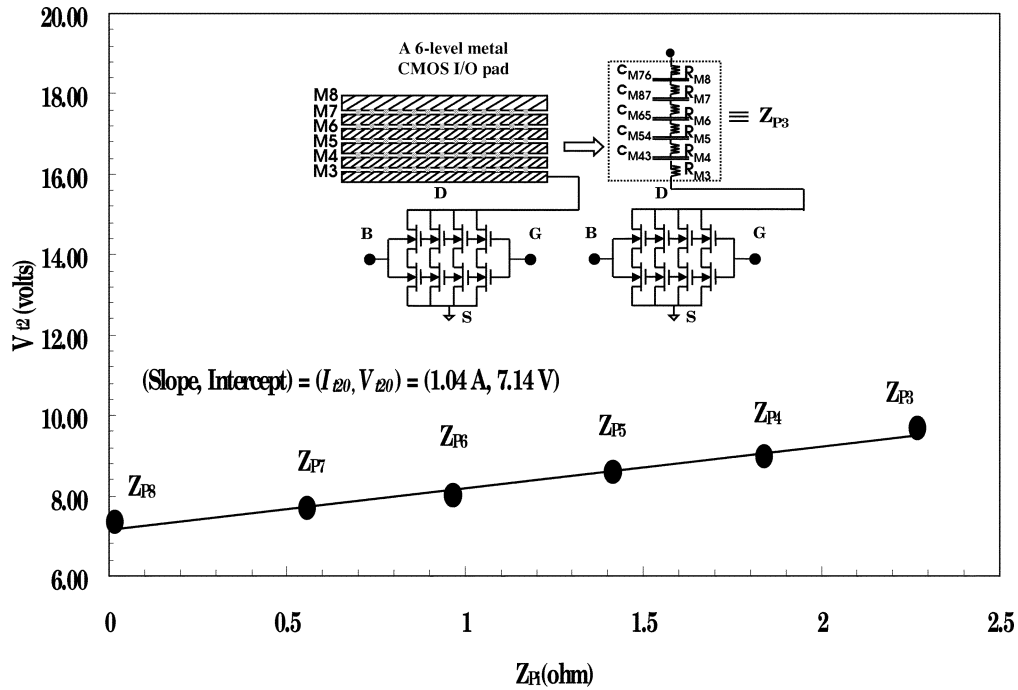 20.00
18.00
16.00
14.00
12.00
10.00
8.00
6.00
V t2 (volts)
A 6-level metal
CMOS I/O pad
M8
M7
M6
M5
M4
M3
D
B
G
S
CM76
CM87
CM65
CM54
CM43
RM8
RM7
RM6
RM5
RM4
RM3
≡ ZP3
D
B
G
S
(Slope, Intercept) = (It20, Vt20) = (1.04 A, 7.14 V)
ZP8
ZP7
ZP6
ZP5
ZP4
ZP3
0
0.5
1
1.5
2
2.5
ZPi(ohm)